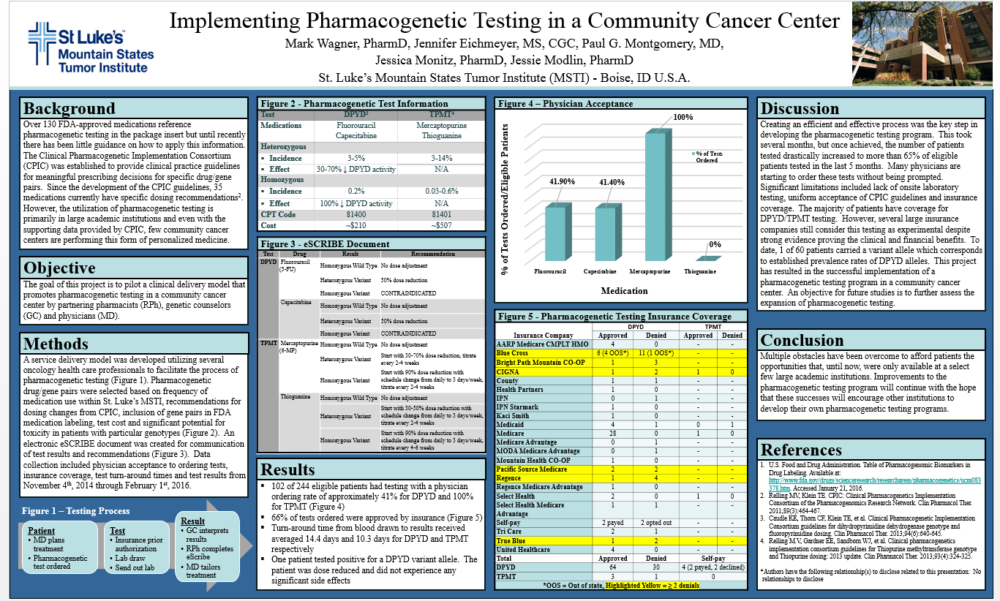 St Luke's™
Mountain States
Tumor Institute
Implementing Pharmacogenetic Testing in a Community Cancer Center
Mark Wagner, PharmD, Jennifer Eichmeyer, MS, CGC, Paul G. Montgomery, MD,
Jessica Monitz, PharmD, Jessie Modlin, PharmD
St. Luke's Mountain States Tumor Institute (MSTI) - Boise, ID U.S.A.
Background
Over 130 FDA-approved medications reference
pharmacogenetic testing in the package insert but until recently
there has been little guidance on how to apply this information.
The Clinical Pharmacogenetic Implementation Consortium
(CPIC) was established to provide clinical practice guidelines
for meaningful prescribing decisions for specific drug/gene
pairs. Since the development of the CPIC guidelines, 35
medications currently have specific dosing recommendations².
However, the utilization of pharmacogenetic testing is
primarily in large academic institutions and even with the
supporting data provided by CPIC, few community cancer
centers are performing this form of personalized medicine.
Objective
The goal of this project is to pilot a clinical delivery model that
promotes pharmacogenetic testing in a community cancer
center by partnering pharmacists (RPh), genetic counselors
(GC) and physicians (MD).
Methods
A service delivery model was developed utilizing several
oncology health care professionals to facilitate the process of
pharmacogenetic testing (Figure 1). Pharmacogenetic
drug/gene pairs were selected based on frequency of
medication use within St. Luke's MSTI, recommendations for
dosing changes from CPIC, inclusion of gene pairs in FDA
medication labeling, test cost and significant potential for
toxicity in patients with particular genotypes (Figure 2). An
electronic eSCRIBE document was created for communication
of test results and recommendations (Figure 3). Data
collection included physician acceptance to ordering tests,
insurance coverage, test turn-around times and test results from
November 4th, 2014 through February 1st, 2016.
Figure 1 – Testing Process
Patient
• MD plans
treatment
• Pharmacogenetic
test ordered
Test
• Insurance prior
authorization
• Lab draw
• Send out lab
Result
• GC interprets
results
• RPh completes
eScribe
• MD tailors
treatment
Figure 2 - Pharmacogenetic Test Information
Test DPYD³ TPMT⁴
Medications Fluorouracil Mercaptopurine
Capecitabine Thioguanine
Heterozygous
▪ Incidence 3-5% 3-14%
▪ Effect 30-70% ↓ DPYD activity N/A
Homozygous
▪ Incidence 0.2% 0.03-0.6%
▪ Effect 100% ↓ DPYD activity N/A
CPT Code 81400 81401
Cost ~$210 ~$507
Figure 3 - eSCRIBE Document
Test Drug Result Recommendation
DPYD Fluorouracil (5-FU) Homozygous Wild Type No dose adjustment
Heterozygous Variant 50% dose reduction
Homozygous Variant CONTRAINDICATED
Capecitabine Homozygous Wild Type No dose adjustment
Heterozygous Variant 50% dose reduction
Homozygous Variant CONTRAINDICATED
TPMT Mercaptopurine (6-MP) Homozygous Wild Type No dose adjustment
Heterozygous Variant Start with 30-70% dose reduction, titrate
every 2-4 weeks
Homozygous Variant Start with 90% dose reduction with
schedule change from daily to 3 days/week,
titrate every 2-4 weeks
Thioguanine Homozygous Wild Type No dose adjustment
Heterozygous Variant Start with 30-50% dose reduction with
schedule change from daily to 3 days/week,
titrate every 2-4 weeks
Homozygous Variant Start with 90% dose reduction with
schedule change from daily to 3 days/week,
titrate every 4-6 weeks
Results
▪ 102 of 244 eligible patients had testing with a physician
ordering rate of approximately 41% for DPYD and 100%
for TPMT (Figure 4)
▪ 66% of tests ordered were approved by insurance (Figure 5)
▪ Turn-around time from blood drawn to results received
averaged 14.4 days and 10.3 days for DPYD and TPMT
respectively
▪ One patient tested positive for a DPYD variant allele. The
patient was dose reduced and did not experience any
significant side effects
Figure 4 – Physician Acceptance
% of Tests Ordered/Eligible Patients
41.90%
41.40%
100%
0%
% of Tests
Ordered
Fluorouracil Capecitabine Mercaptopurine Thioguanine
Medication
Figure 5 - Pharmacogenetic Testing Insurance Coverage
DPYD TPMT
Insurance Company Approved Denied Approved Denied
AARP Medicare CMPLT HMO 4 0 - -
Blue Cross 6 (4 OOS*) 11 (1 OOS*) - -
Bright Path Mountain CO-OP 1 3 - -
CIGNA 1 2 1 0
County 1 1 - -
Health Partners 1 0 - -
IPN 0 1 - -
IPN Starmark 1 0 - -
Kaci Smith 1 0 - -
Medicaid 4 1 0 1
Medicare 28 0 1 0
Medicare Advantage 0 1 - -
MODA Medicare Advantage 0 1 - -
Mountain Health CO-OP 1 0 - -
Pacific Source Medicare 2 2 - -
Regence 1 4 - -
Regence Medicare Advantage 1 0 - -
Select Health 2 0 1 0
Select Health Medicare 1 1 - -
Advantage
Self-pay 2 payed 2 opted out - -
Tri Care 2 1 - -
True Blue 1 2 - -
United Healthcare 4 0 - -
Total Approved Denied Self-pay
DPYD 64 30 4 (2 payed, 2 declined)
TPMT 3 1 0
*OOS = Out of state, Highlighted Yellow = ≥ 2 denials
Discussion
Creating an efficient and effective process was the key step in
developing the pharmacogenetic testing program. This took
several months, but once achieved, the number of patients
tested drastically increased to more than 65% of eligible
patients tested in the last 5 months. Many physicians are
starting to order these tests without being prompted.
Significant limitations included lack of onsite laboratory
testing, uniform acceptance of CPIC guidelines and insurance
coverage. The majority of patients have coverage for
DPYD/TPMT testing. However, several large insurance
companies still consider this testing as experimental despite
strong evidence proving the clinical and financial benefits. To
date, 1 of 60 patients carried a variant allele which corresponds
to established prevalence rates of DPYD alleles. This project
has resulted in the successful implementation of a
pharmacogenetic testing program in a community cancer
center. An objective for future studies is to further assess the
expansion of pharmacogenetic testing.
Conclusion
Multiple obstacles have been overcome to afford patients the
opportunities that, until now, were only available at a select
few large academic institutions. Improvements to the
pharmacogenetic testing program will continue with the hope
that these successes will encourage other institutions to
develop their own pharmacogenetic testing programs.
References
1. U.S. Food and Drug Administration. Table of Pharmacogenomic Biomarkers in
Drug Labeling. Available at:
http://www.fda.gov/drugs/scienceresearch/researchareas/pharmacogenetics/ucm083
378.htm. Accessed January 21, 2016.
2. Relling MV, Klein TE. CPIC: Clinical Pharmacogenetics Implementation
Consortium of the Pharmacogenomics Research Network. Clin Pharmacol Ther.
2011;89(3):464-467.
3. Caudle KE, Thorn CF, Klein TE, et al. Clinical Pharmacogenetic Implementation
Consortium guidelines for dihydropyrimidine dehydrogenase genotype and
fluoropyrimidine dosing. Clin Pharmacol Ther. 2013;94(6):640-645.
4. Relling M.V, Gardner EE, Sandborn WJ, et al. Clinical pharmacogenetics
implementation consortium guidelines for Thiopurine methyltransferase genotype
and Thiopurine dosing: 2013 update. Clin Pharmacol Ther. 2013;93(4):324-325.
*Authors have the following relationship(s) to disclose related to this presentation: No
relationships to disclose